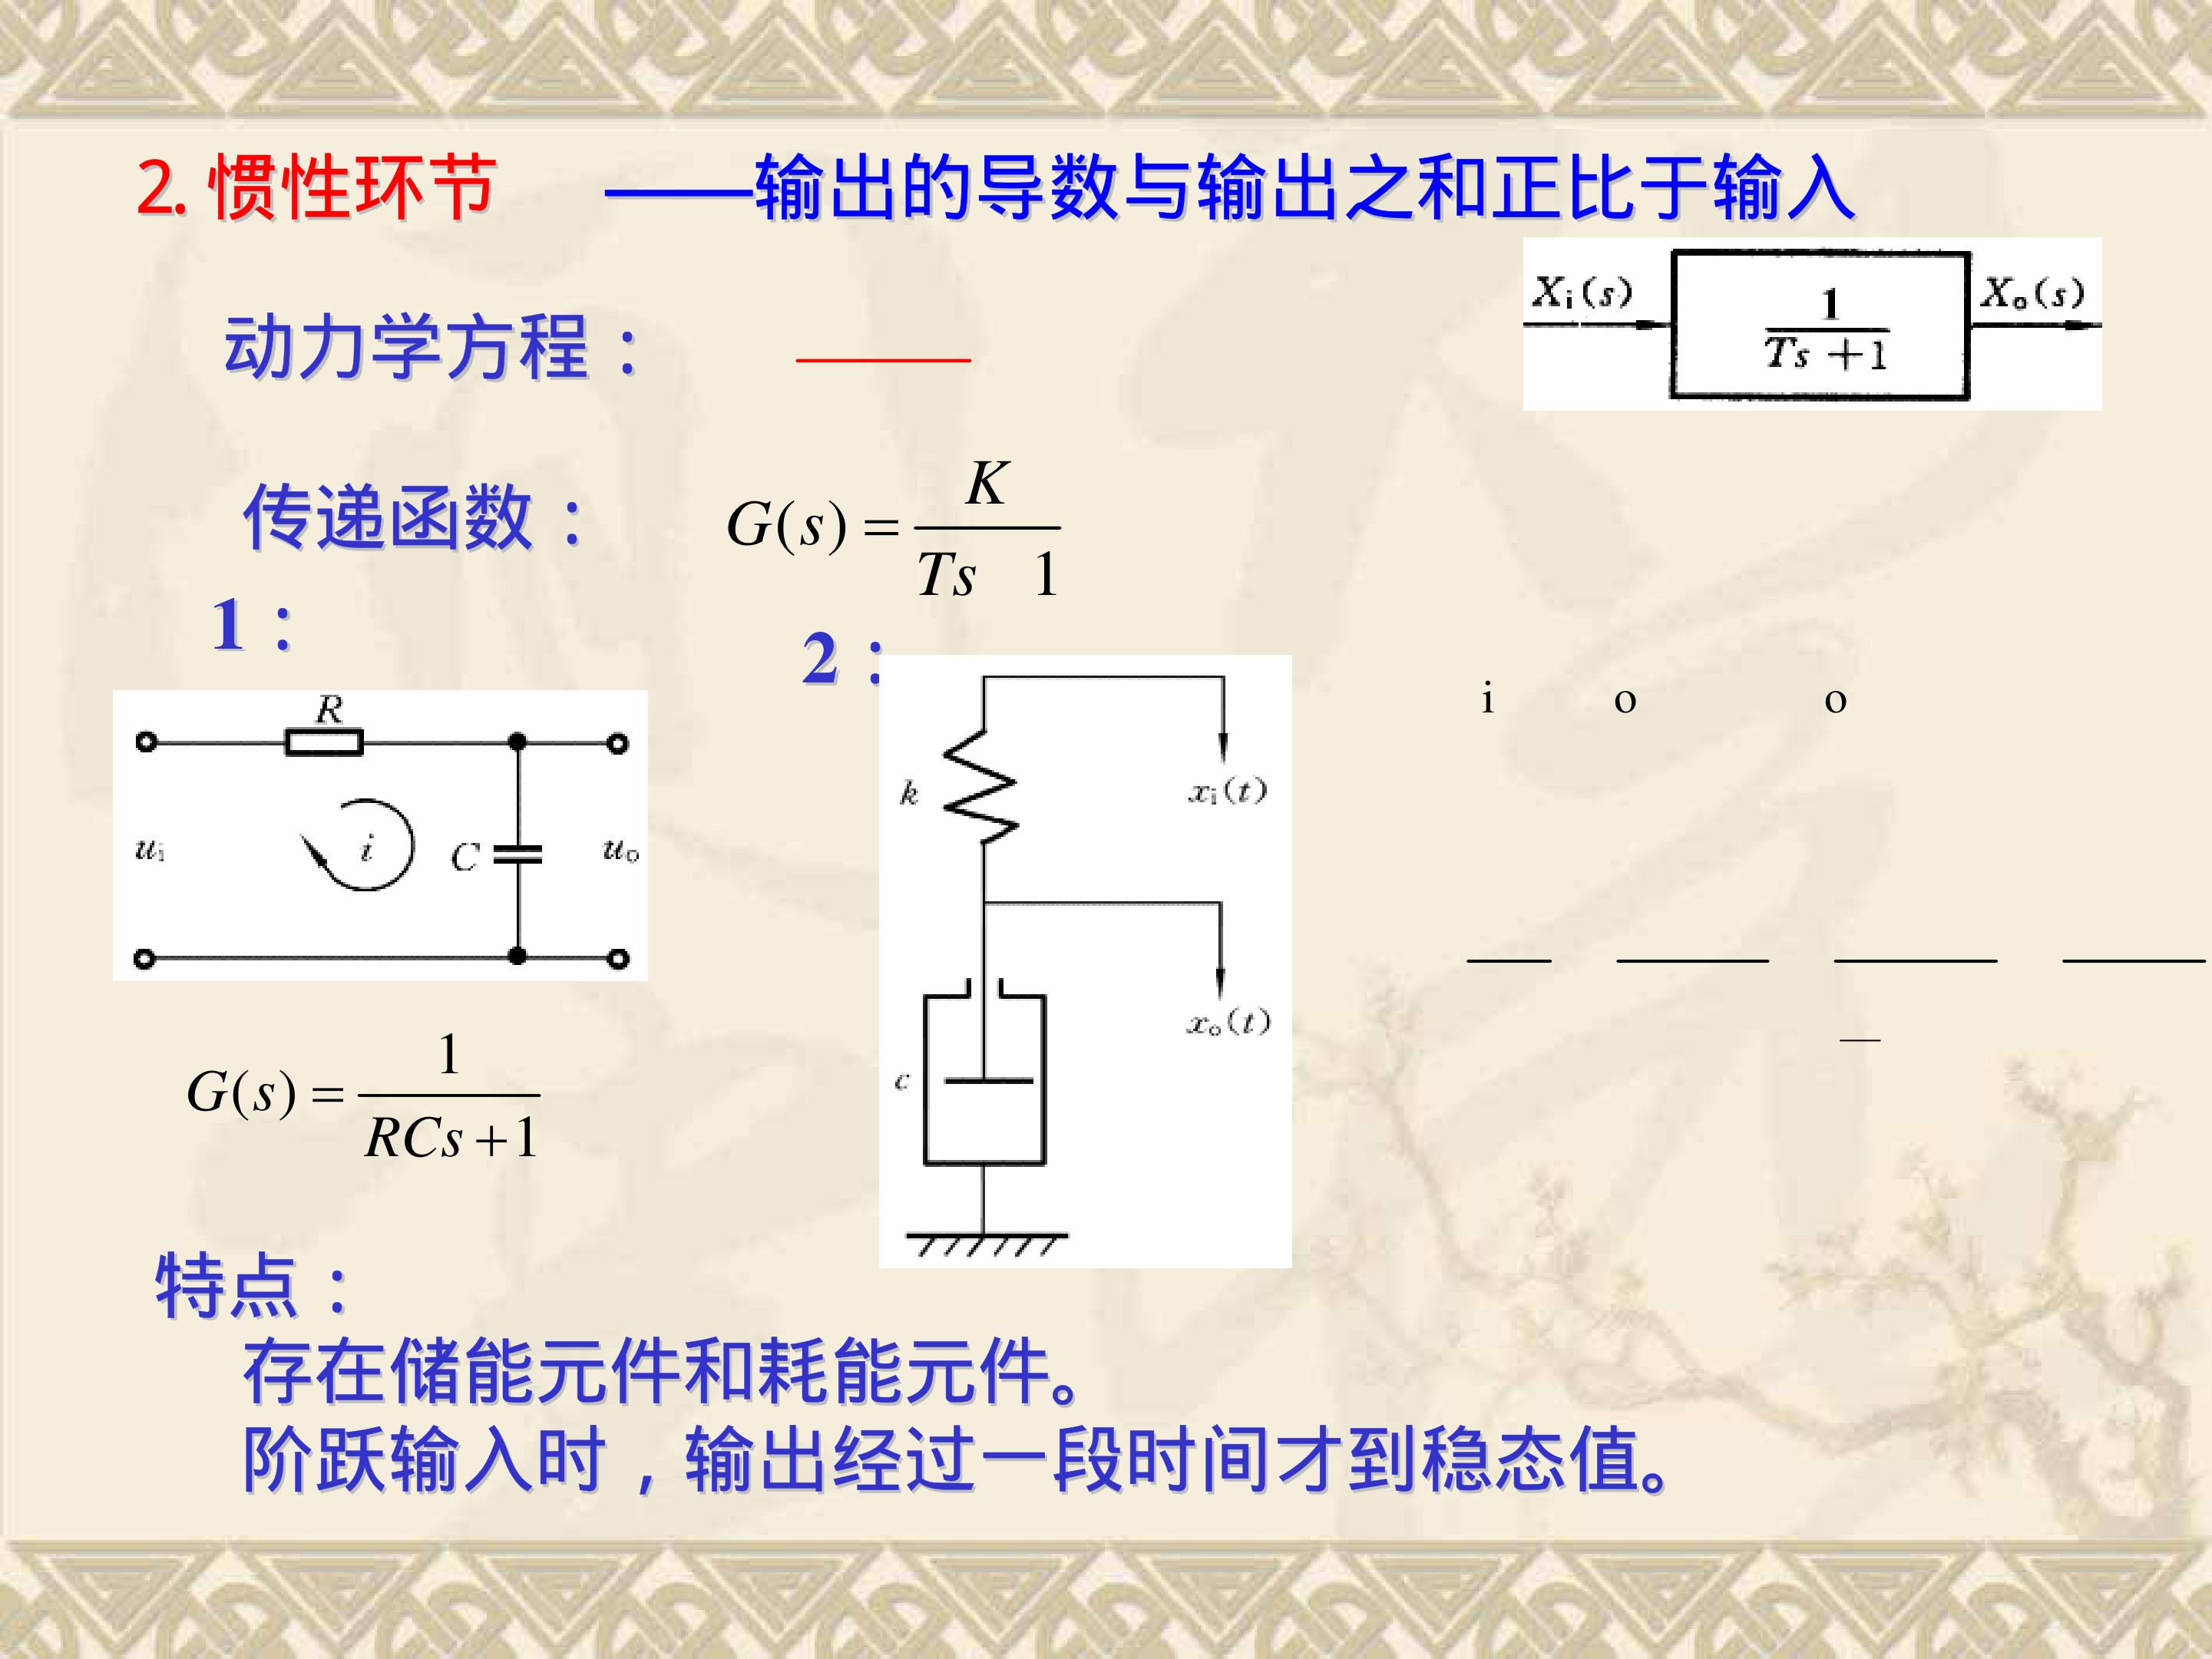 2. 惯性环节 ——输出的导数与输出之和正比于输入
Xi(s) 1 Xo(s)
Ts +1
动力学方程：
传递函数： G(s) = K
Ts 1
1：
2：
i o o
R
k xi(t)
ui i C uo
xo(t)
c
G(s) = 1
RCs +1
特点：
存在储能元件和耗能元件。
阶跃输入时，输出经过一段时间才到稳态值。